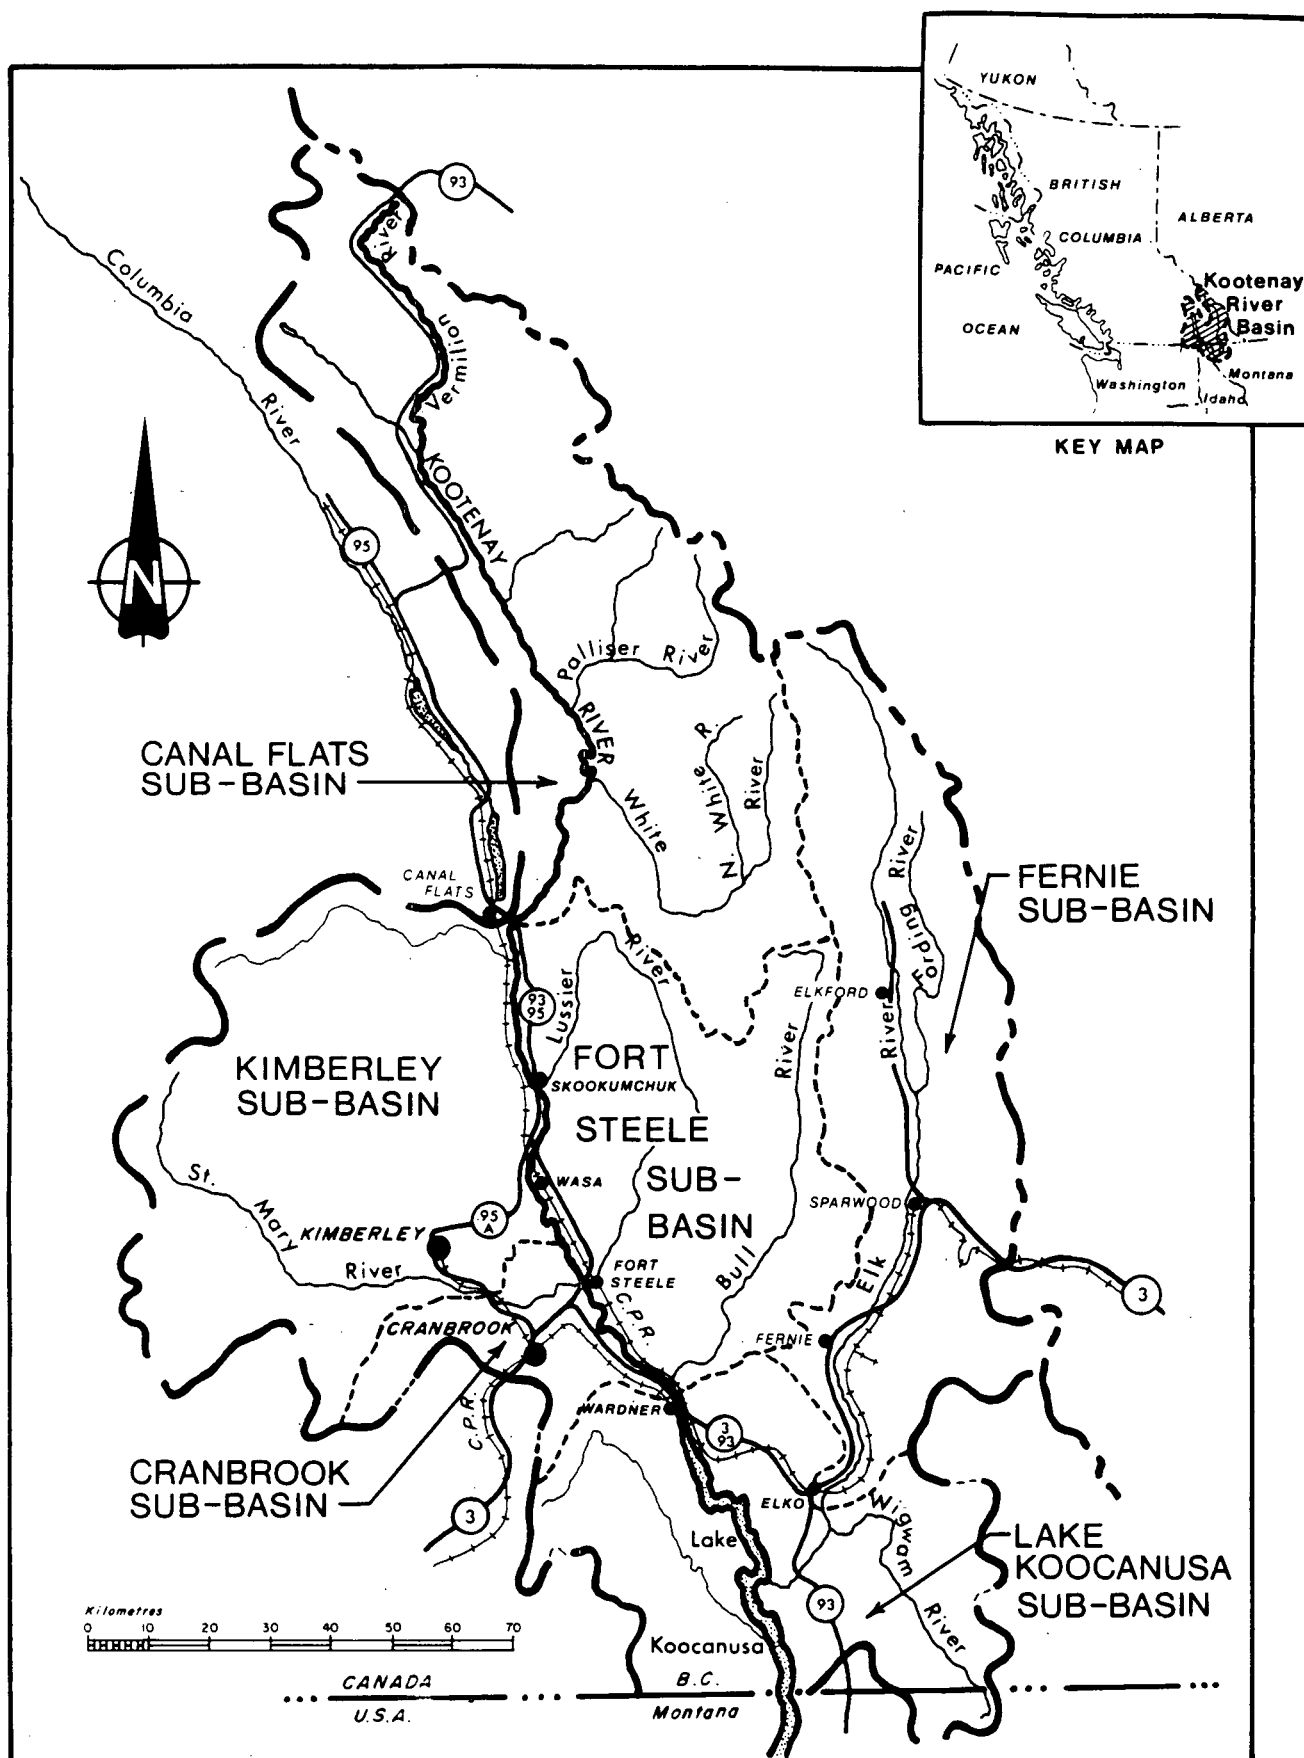 YUKON
BRITISH
COLUMBIA
ALBERTA
PACIFIC
OCEAN
Kootenay
River
Basin
Washington
Montana
Idaho
KEY MAP
93
River
Vermilion
Columbia
River
95
KOOTENAY
RIVER
N
Palliser River
N. White R
White
River
CANAL FLATS
SUB-BASIN
CANAL
FLATS
FERNIE
SUB-BASIN
Fording River
River
Lussier
93
95
ELKFORD
River
River
KIMBERLEY
SUB-BASIN
FORT
STEELE
SUB-
BASIN
SKOOKUMCHUK
WASA
St. Mary River
KIMBERLEY
95
A
SPARWOOD
Elk
Bull
FORT
STEELE
C.P.R.
3
CRANBROOK
FERNIE
WARDNER
3
93
C.P.R.
CRANBROOK
SUB-BASIN
3
ELKO
Wigwam
River
Lake
Koocanusa
LAKE
KOOCANUSA
SUB-BASIN
93
Kilometres
0 10 20 30 40 50 60 70
CANADA
U.S.A.
B.C.
Montana